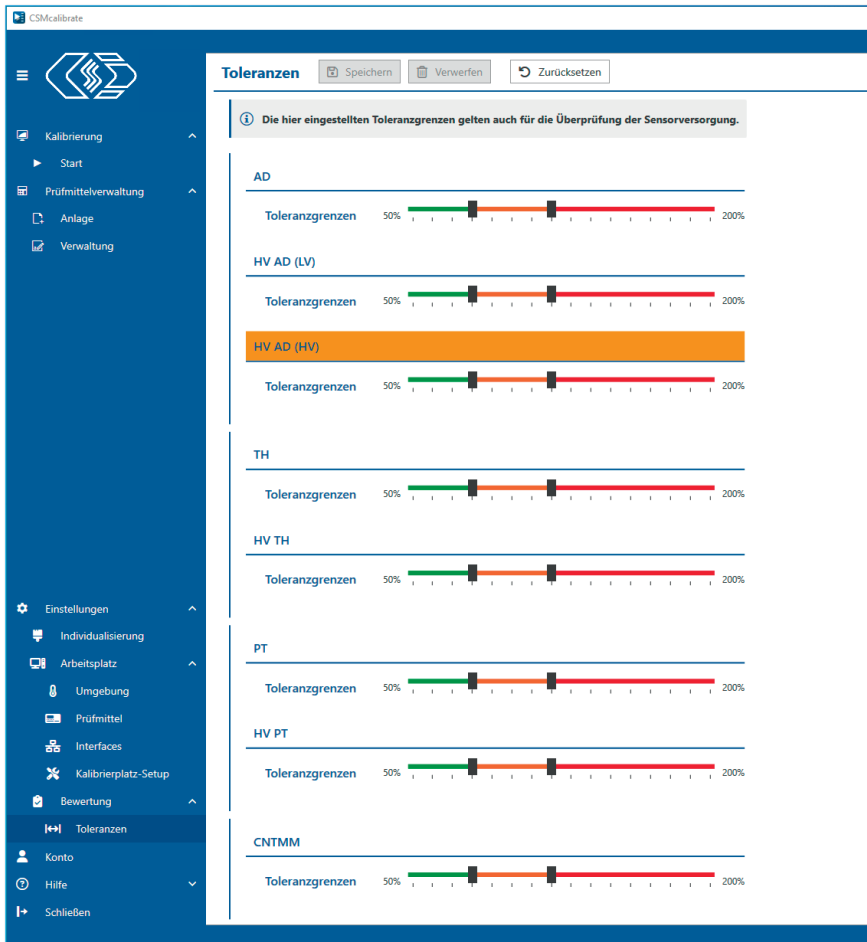 CSMcalibrate
Kalibrierung
Start
Prüfmittelverwaltung
Anlage
Verwaltung
Einstellungen
Individualisierung
Arbeitsplatz
Umgebung
Prüfmittel
Interfaces
Kalibrierplatz-Setup
Bewertung
Toleranzen
Konto
Hilfe
Schließen
Toleranzen Speichern Verwerfen Zurücksetzen
Die hier eingestellten Toleranzgrenzen gelten auch für die Überprüfung der Sensorversorgung.
AD
Toleranzgrenzen 50% 200%
HV AD (LV)
Toleranzgrenzen 50% 200%
HV AD (HV)
Toleranzgrenzen 50% 200%
TH
Toleranzgrenzen 50% 200%
HV TH
Toleranzgrenzen 50% 200%
PT
Toleranzgrenzen 50% 200%
HV PT
Toleranzgrenzen 50% 200%
CNTMM
Toleranzgrenzen 50% 200%